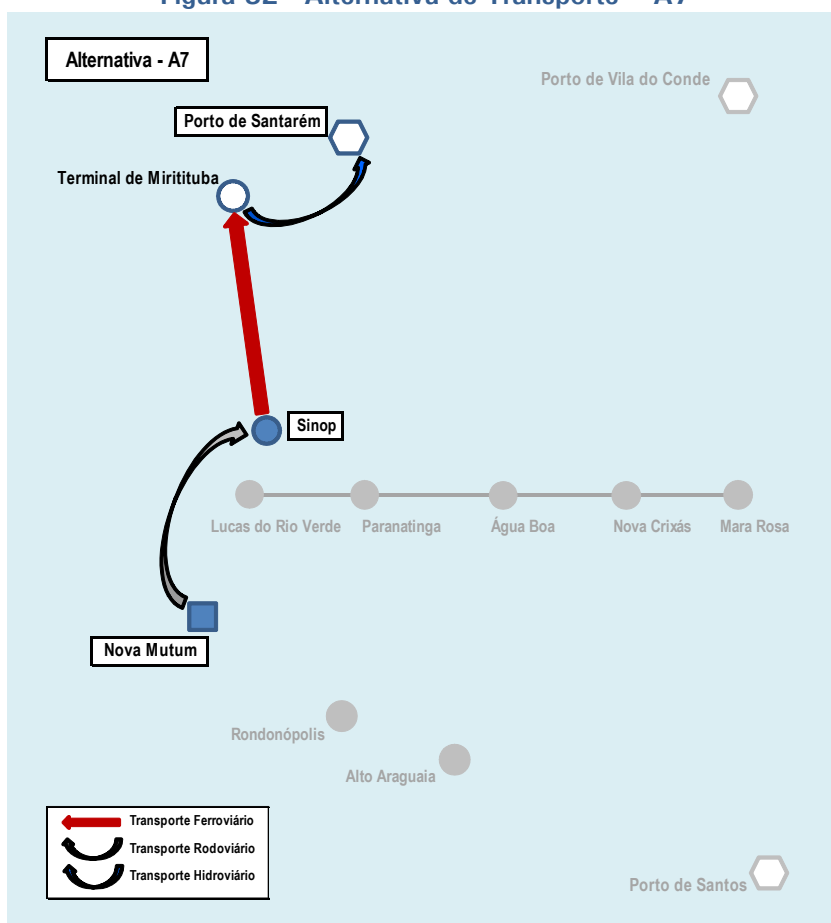 Alternativa - A7
Porto de Vila do Conde
Porto de Santarém
Terminal de Miritituba
Sinop
Lucas do Rio Verde Paranatinga Água Boa Nova Crixás Mara Rosa
Nova Mutum
Rondonópolis
Alto Araguaia
Transporte Ferroviário
Transporte Rodoviário
Transporte Hidroviário
Porto de Santos